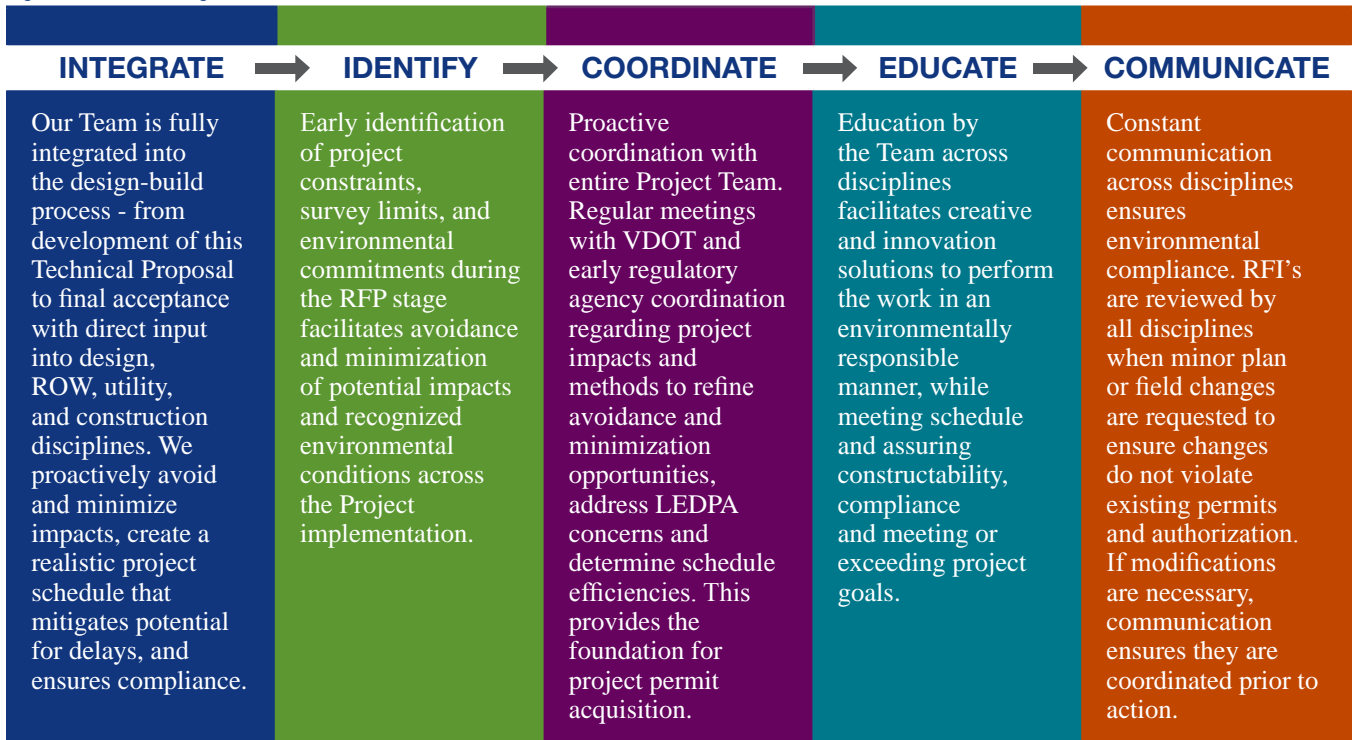 INTEGRATE
IDENTIFY
COORDINATE
EDUCATE
COMMUNICATE
Our Team is fully
integrated into
the design-build
process - from
development of this
Technical Proposal
to final acceptance
with direct input
into design,
ROW, utility,
and construction
disciplines. We
proactively avoid
and minimize
impacts, create a
realistic project
schedule that
mitigates potential
for delays, and
ensures compliance.
Early identification
of project
constraints,
survey limits, and
environmental
commitments during
the RFP stage
facilitates avoidance
and minimization
of potential impacts
and recognized
environmental
conditions across
the Project
implementation.
Proactive
coordination with
entire Project Team.
Regular meetings
with VDOT and
early regulatory
agency coordination
regarding project
impacts and
methods to refine
avoidance and
minimization
opportunities,
address LEDPA
concerns and
determine schedule
efficiencies. This
provides the
foundation for
project permit
acquisition.
Education by
the Team across
disciplines
facilitates creative
and innovation
solutions to perform
the work in an
environmentally
responsible
manner, while
meeting schedule
and assuring
constructability,
compliance
and meeting or
exceeding project
goals.
Constant
communication
across disciplines
ensures
environmental
compliance. RFI's
are reviewed by
all disciplines
when minor plan
or field changes
are requested to
ensure changes
do not violate
existing permits
and authorization.
If modifications
are necessary,
communication
ensures they are
coordinated prior to
action.